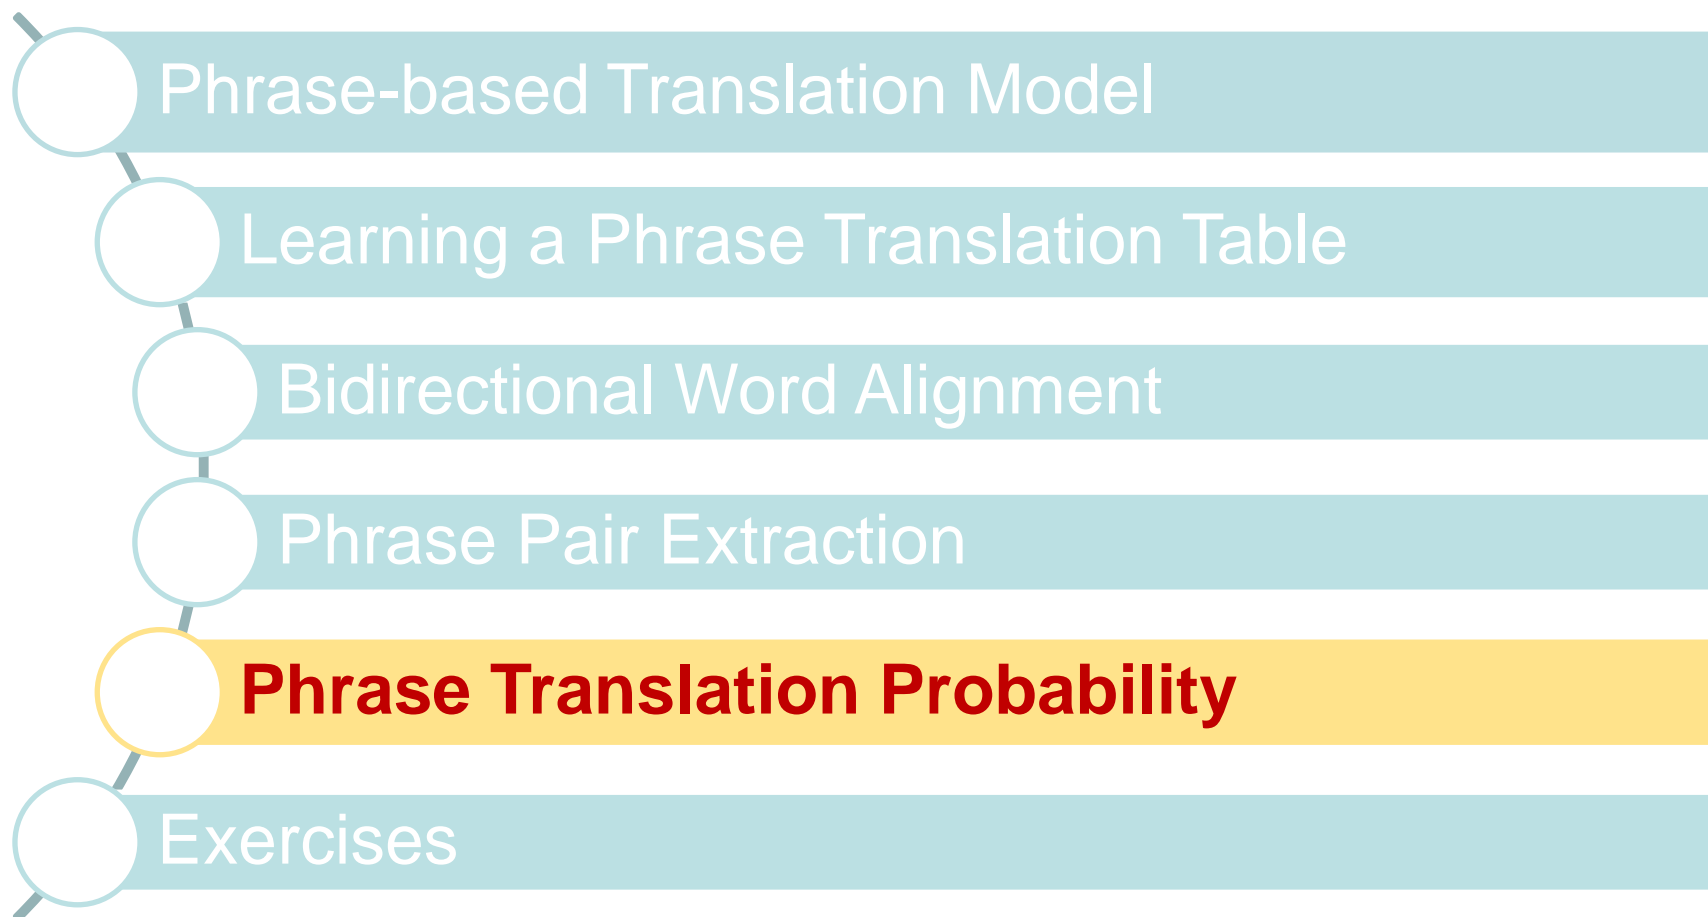 Phrase-based Translation Model
Learning a Phrase Translation Table
Bidirectional Word Alignment
Phrase Pair Extraction
Phrase Translation Probability
Exercises